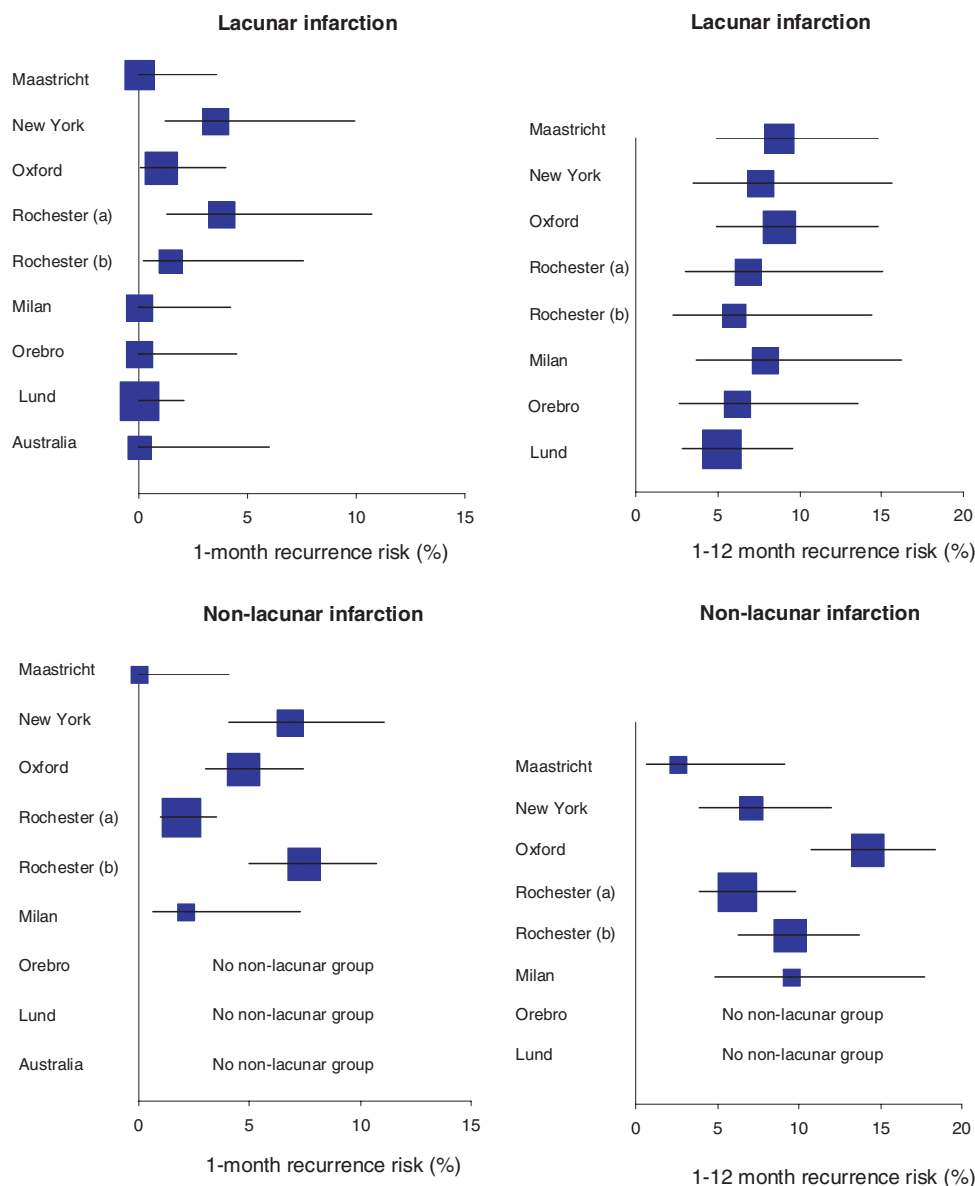 Lacunar infarction
Maastricht
New York
Oxford
Rochester (a)
Rochester (b)
Milan
Orebro
Lund
Australia
0 5 10 15
1-month recurrence risk (%)
Lacunar infarction
Maastricht
New York
Oxford
Rochester (a)
Rochester (b)
Milan
Orebro
Lund
0 5 10 15 20
1-12 month recurrence risk (%)
Non-lacunar infarction
Maastricht
New York
Oxford
Rochester (a)
Rochester (b)
Milan
Orebro No non-lacunar group
Lund No non-lacunar group
Australia No non-lacunar group
0 5 10 15
1-month recurrence risk (%)
Non-lacunar infarction
Maastricht
New York
Oxford
Rochester (a)
Rochester (b)
Milan
Orebro No non-lacunar group
Lund No non-lacunar group
0 5 10 15 20
1-12 month recurrence risk (%)